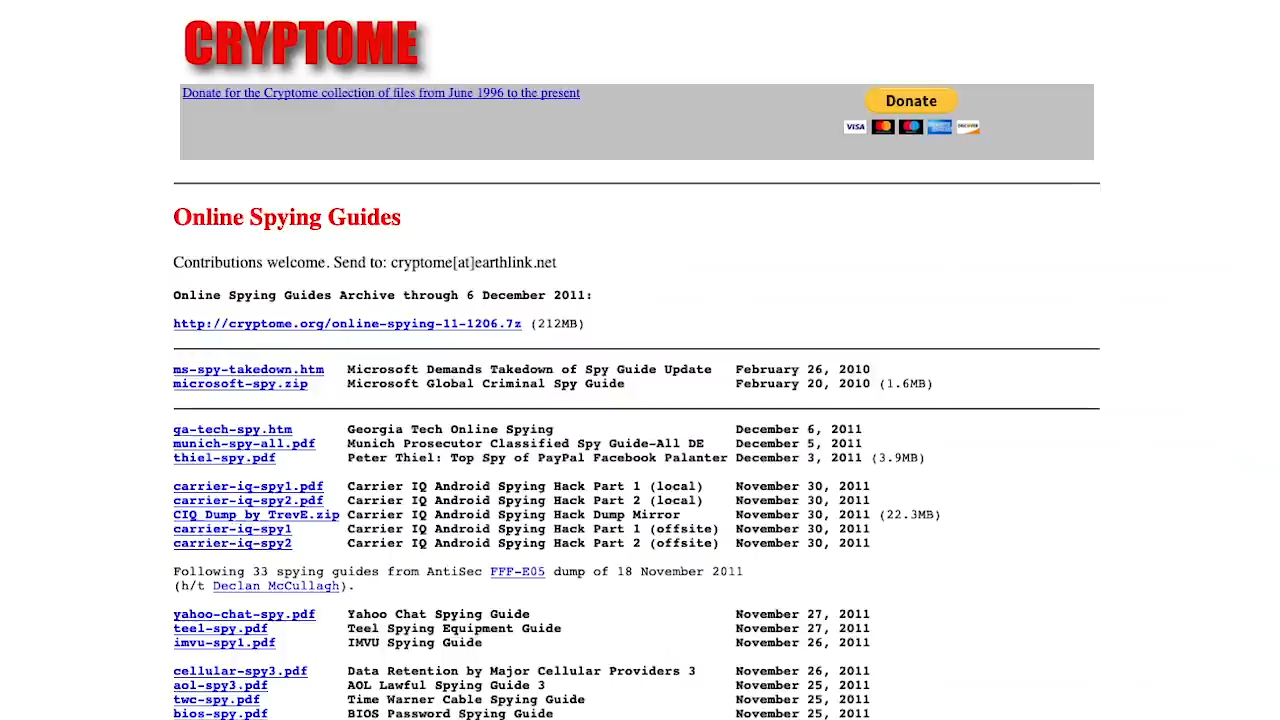 CRYPTOME
Donate for the Cryptome collection of files from June 1996 to the present
Donate
VISA
DISCOVER
Online Spying Guides
Contributions welcome. Send to: cryptome[at]earthlink.net
Online Spying Guides Archive through 6 December 2011:
http://cryptome.org/online-spying-11-1206.7z (212MB)
ms-spy-takedown.htm Microsoft Demands Takedown of Spy Guide Update February 26, 2010
microsoft-spy.zip Microsoft Global Criminal Spy Guide February 20, 2010 (1.6MB)
ga-tech-spy.htm Georgia Tech Online Spying December 6, 2011
munich-spy-all.pdf Munich Prosecutor Classified Spy Guide-All DE December 5, 2011
thiel-spy.pdf Peter Thiel: Top Spy of PayPal Facebook Palanter December 3, 2011 (3.9MB)
carrier-iq-spy1.pdf Carrier IQ Android Spying Hack Part 1 (local) November 30, 2011
carrier-iq-spy2.pdf Carrier IQ Android Spying Hack Part 2 (local) November 30, 2011
CIQ Dump by TrevE.zip Carrier IQ Android Spying Hack Dump Mirror November 30, 2011 (22.3MB)
carrier-iq-spy1 Carrier IQ Android Spying Hack Part 1 (offsite) November 30, 2011
carrier-iq-spy2 Carrier IQ Android Spying Hack Part 2 (offsite) November 30, 2011
Following 33 spying guides from AntiSec FFF-E05 dump of 18 November 2011
(h/t Declan McCullagh).
yahoo-chat-spy.pdf Yahoo Chat Spying Guide November 27, 2011
teel-spy.pdf Teel Spying Equipment Guide November 27, 2011
imvu-spy1.pdf IMVU Spying Guide November 26, 2011
cellular-spy3.pdf Data Retention by Major Cellular Providers 3 November 26, 2011
aol-spy3.pdf AOL Lawful Spying Guide 3 November 25, 2011
twc-spy.pdf Time Warner Cable Spying Guide November 25, 2011
bios-spy.pdf BIOS Password Spying Guide November 25, 2011